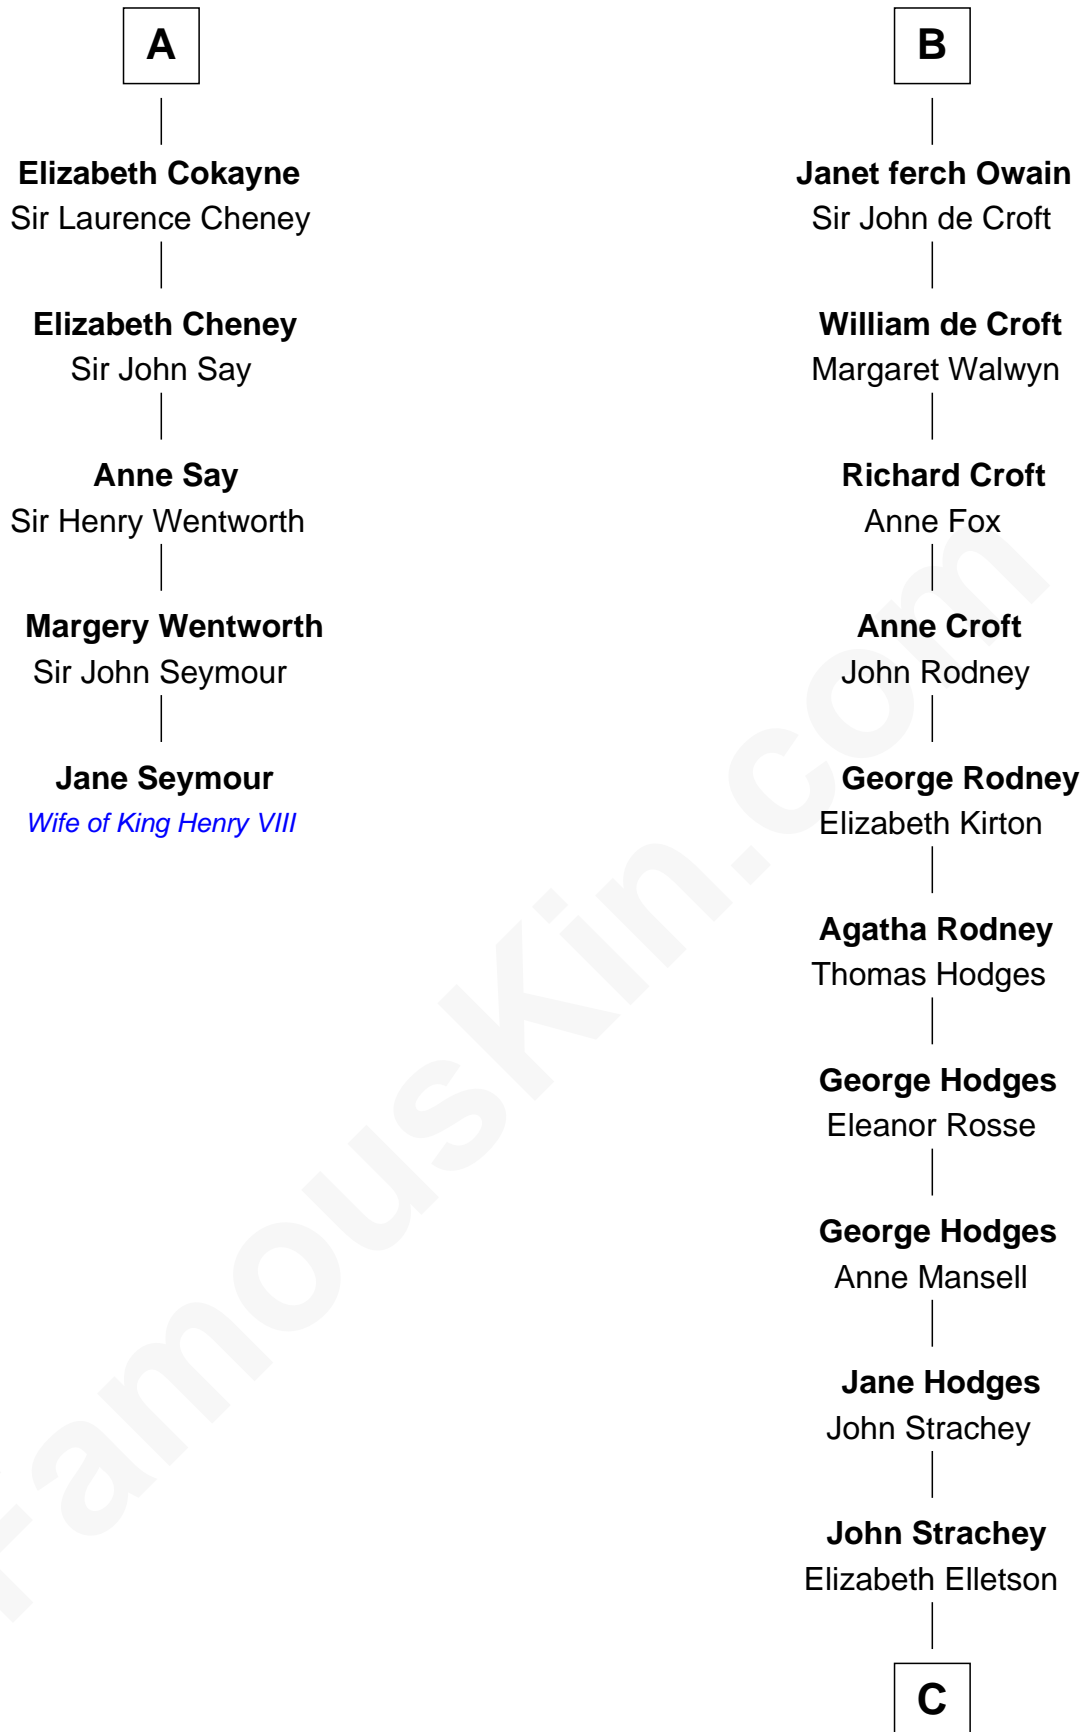 A
Elizabeth Cokayne
Sir Laurence Cheney
Elizabeth Cheney
Sir John Say
Anne Say
Sir Henry Wentworth
Margery Wentworth
Sir John Seymour
Jane Seymour
Wife of King Henry VIII
B
Janet ferch Owain
Sir John de Croft
William de Croft
Margaret Walwyn
Richard Croft
Anne Fox
Anne Croft
John Rodney
George Rodney
Elizabeth Kirton
Agatha Rodney
Thomas Hodges
George Hodges
Eleanor Rosse
George Hodges
Anne Mansell
Jane Hodges
John Strachey
John Strachey
Elizabeth Elletson
C
FamousKin.com